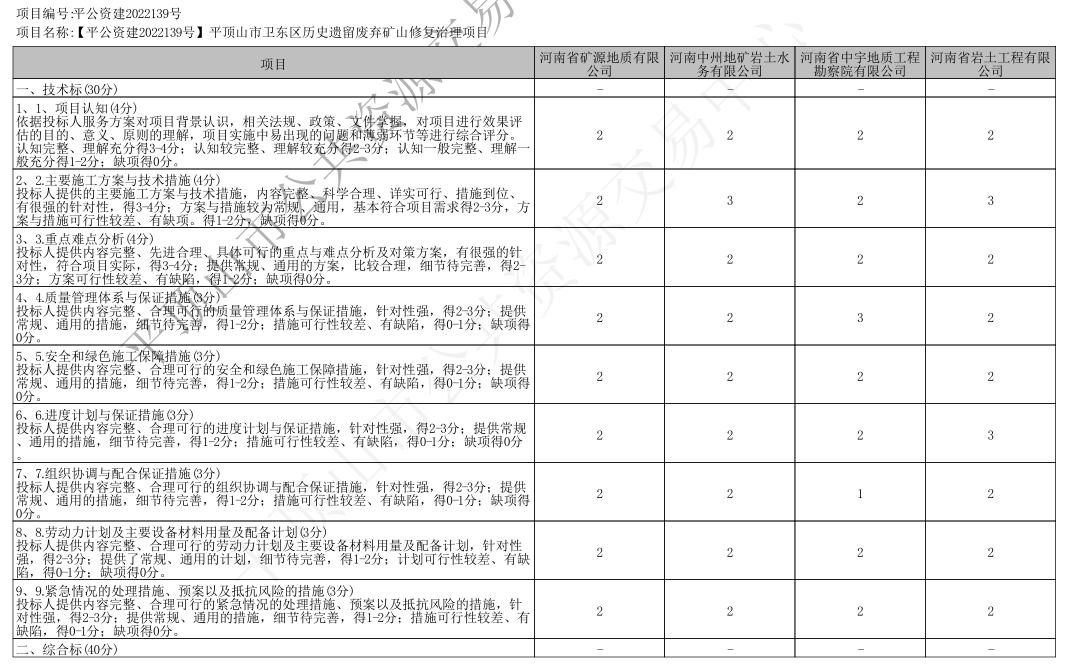 项目编号:平公资建2022139号
项目名称:【平公资建2022139号】平顶山市卫东区历史遗留废弃矿山修复治理项目
项目 河南省矿源地质有限公司 河南中州地矿岩土水务有限公司 河南省中宇地质工程勘察院有限公司 河南省岩土工程有限公司
一、技术标(30分) - - - -
1、1、项目认知(4分)
依据投标人服务方案对项目背景认识，相关法规、政策、文件掌握，对项目进行效果评
估的目的、意义、原则的理解，项目实施中易出现的问题和薄弱环节等进行综合评分。
认知完整、理解充分得3-4分；认知较完整、理解较充分得2-3分；认知一般完整、理解一
般充分得1-2分；缺项得0分。
2 2 2 2
2、2.主要施工方案与技术措施(4分)
投标人提供的主要施工方案与技术措施，内容完整、科学合理、详实可行、措施到位、
有很强的针对性，得3-4分；方案与措施较为常规、通用，基本符合项目需求得2-3分，方
案与措施可行性较差、有缺项。得1-2分，缺项得0分。
2 3 2 3
3、3.重点难点分析(4分)
投标人提供内容完整、先进合理、具体可行的重点与难点分析及对策方案，有很强的针
对性，符合项目实际，得3-4分；提供常规、通用的方案，比较合理，细节待完善，得2-
3分；方案可行性较差、有缺陷，得1-2分；缺项得0分。
2 2 2 2
4、4.质量管理体系与保证措施(3分)
投标人提供内容完整、合理可行的质量管理体系与保证措施，针对性强，得2-3分；提供
常规、通用的措施，细节待完善，得1-2分；措施可行性较差、有缺陷，得0-1分；缺项得
0分。
2 2 3 2
5、5.安全和绿色施工保障措施(3分)
投标人提供内容完整、合理可行的安全和绿色施工保障措施，针对性强，得2-3分；提供
常规、通用的措施，细节待完善，得1-2分；措施可行性较差、有缺陷，得0-1分；缺项得
0分。
2 2 2 2
6、6.进度计划与保证措施(3分)
投标人提供内容完整、合理可行的进度计划与保证措施，针对性强，得2-3分；提供常规
、通用的措施，细节待完善，得1-2分；措施可行性较差、有缺陷，得0-1分；缺项得0分
。
2 2 2 3
7、7.组织协调与配合保证措施(3分)
投标人提供内容完整、合理可行的组织协调与配合保证措施，针对性强，得2-3分；提供
常规、通用的措施，细节待完善，得1-2分；措施可行性较差、有缺陷，得0-1分；缺项得
0分。
2 2 1 2
8、8.劳动力计划及主要设备材料用量及配备计划(3分)
投标人提供内容完整、合理可行的劳动力计划及主要设备材料用量及配备计划，针对性
强，得2-3分；提供了常规、通用的计划，细节待完善，得1-2分；计划可行性较差、有缺
陷，得0-1分；缺项得0分。
2 2 2 2
9、9.紧急情况的处理措施、预案以及抵抗风险的措施(3分)
投标人提供内容完整、合理可行的紧急情况的处理措施、预案以及抵抗风险的措施，针
对性强，得2-3分；提供常规、通用的措施，细节待完善，得1-2分；措施可行性较差、有
缺陷，得0-1分；缺项得0分。
2 2 2 2
二、综合标(40分) - - - -
平顶山市公共资源交易
平顶山市公共资源交易中心